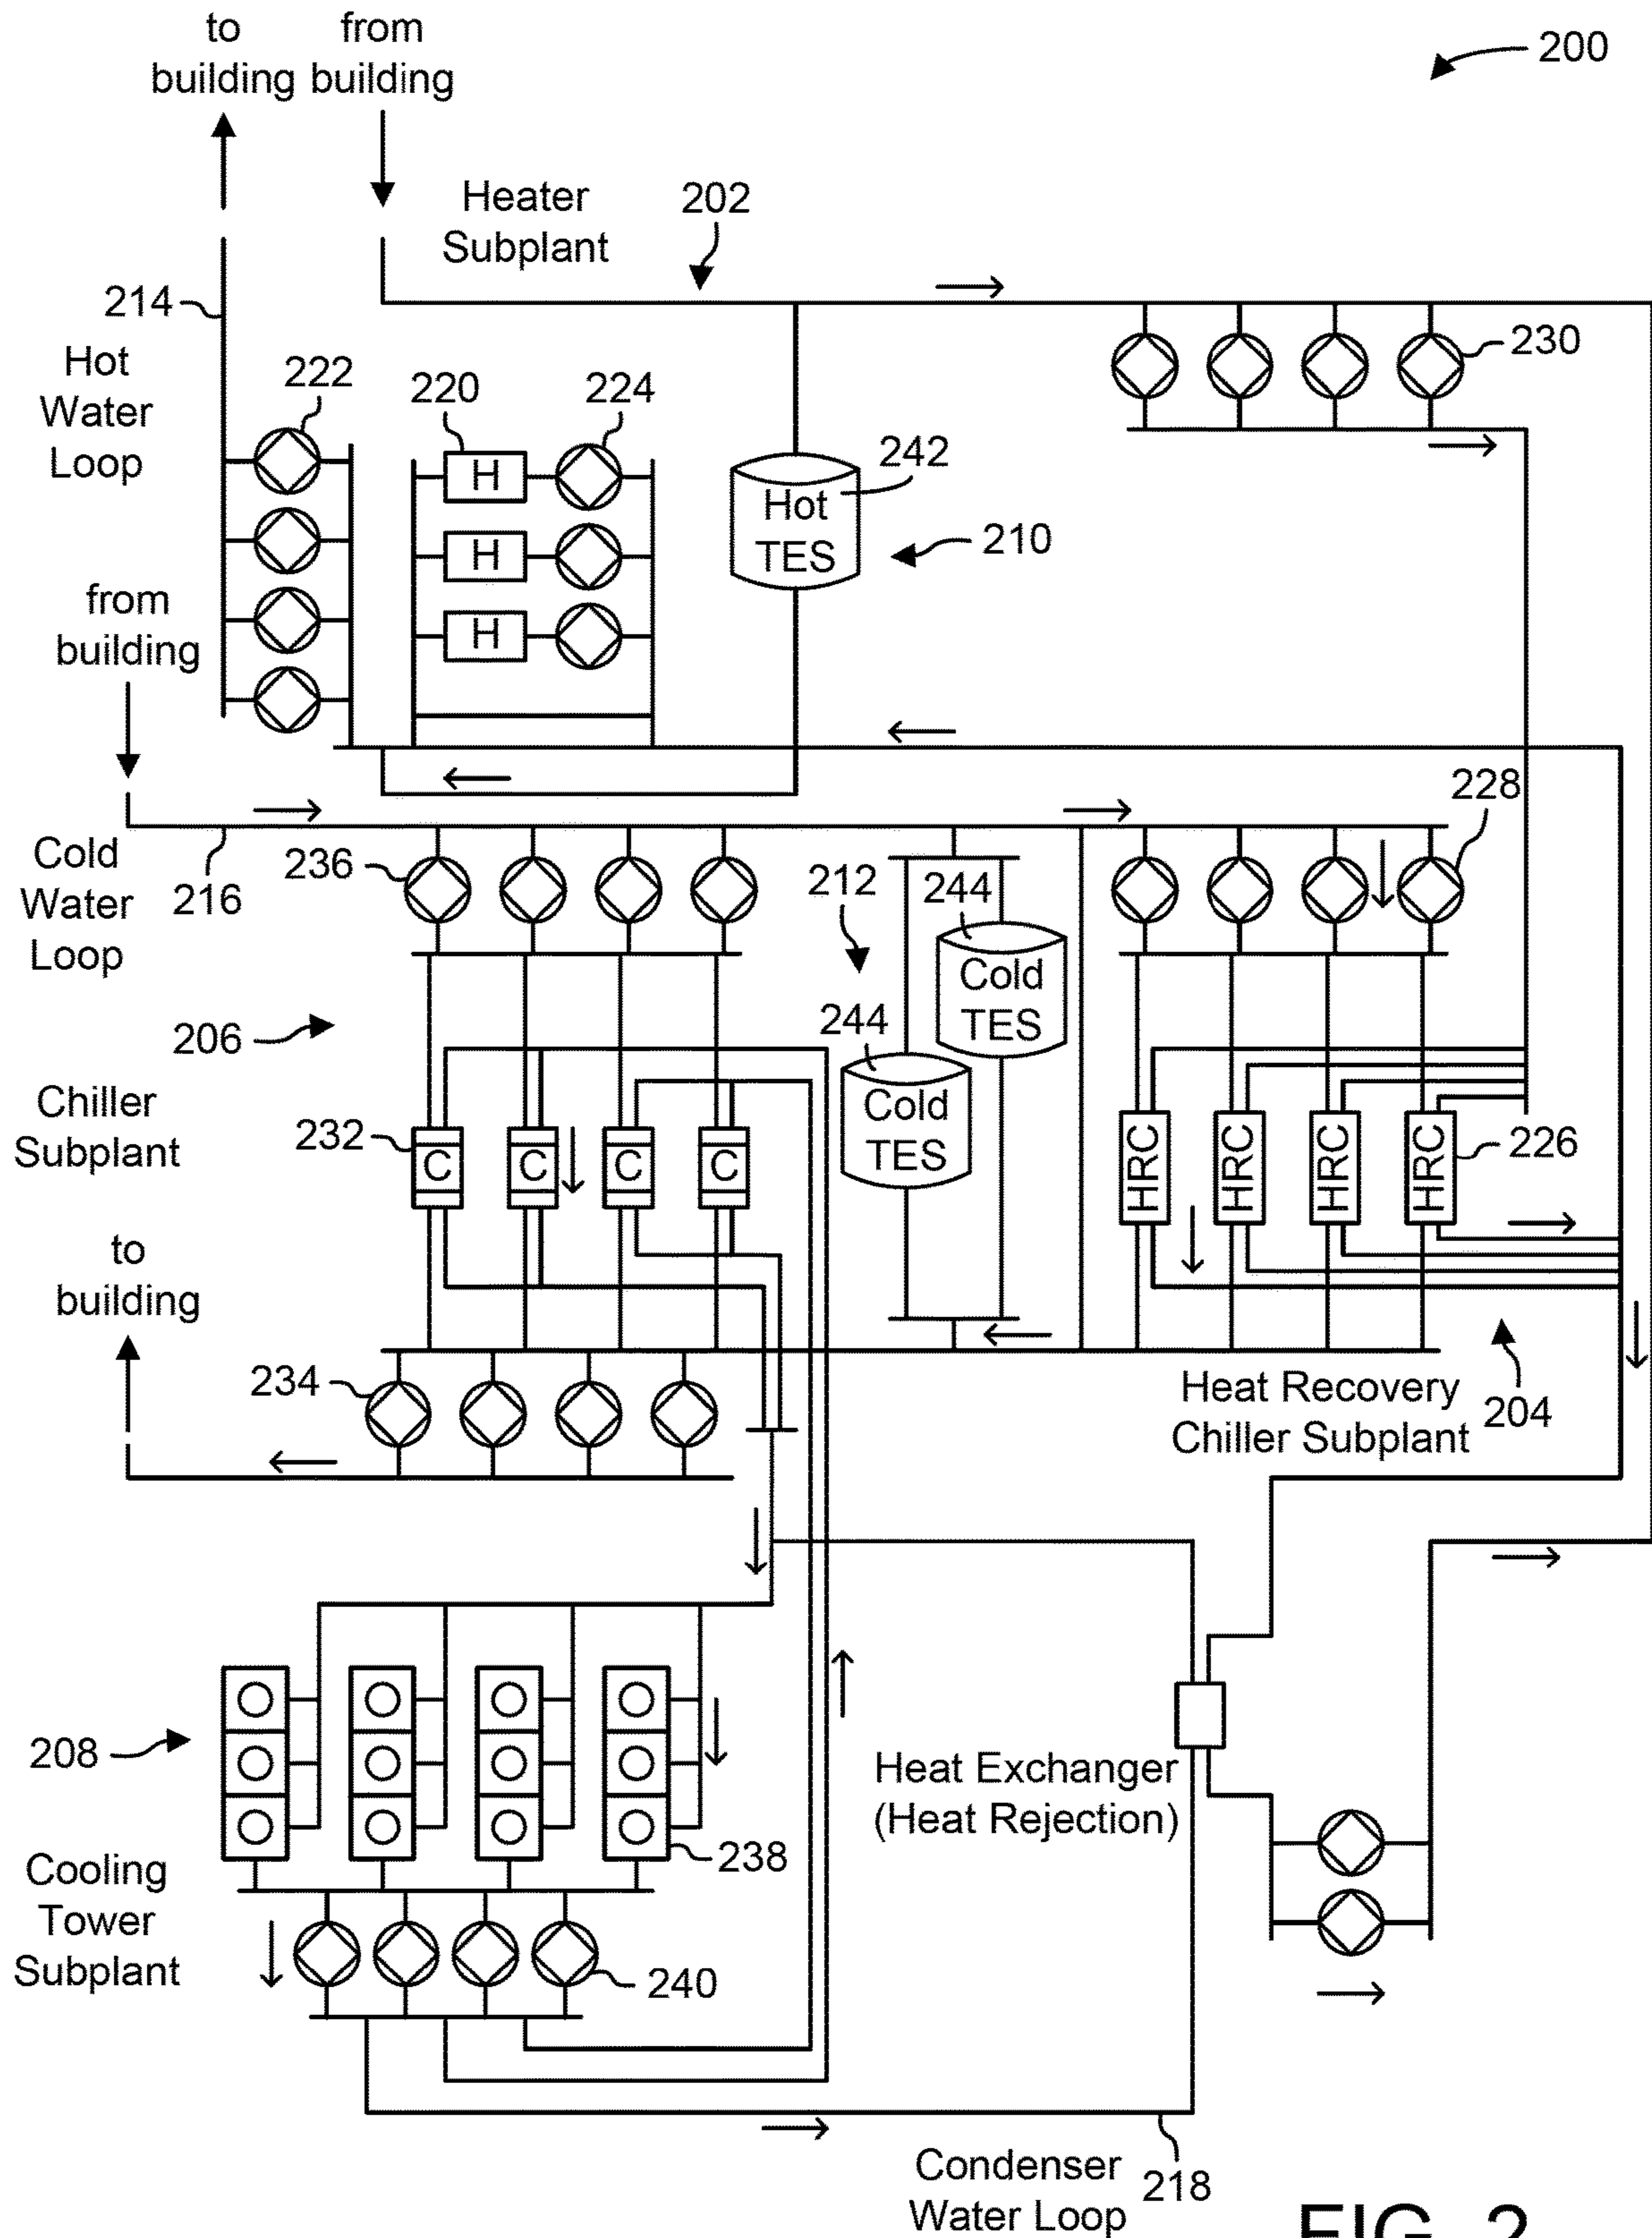 to
building
from
building
200
Heater
Subplant
202
214
Hot
Water
Loop
222
220
224
230
H
H
H
Hot
TES
242
210
from
building
228
Cold
Water
Loop
216
236
212
244
Cold
TES
244
Cold
TES
206
Chiller
Subplant
232
C
C
C
C
HRC
HRC
HRC
HRC
226
to
building
234
Heat Recovery
Chiller Subplant
204
208
Heat Exchanger
(Heat Rejection)
238
Cooling
Tower
Subplant
240
Condenser
Water Loop
218
FIG. 2